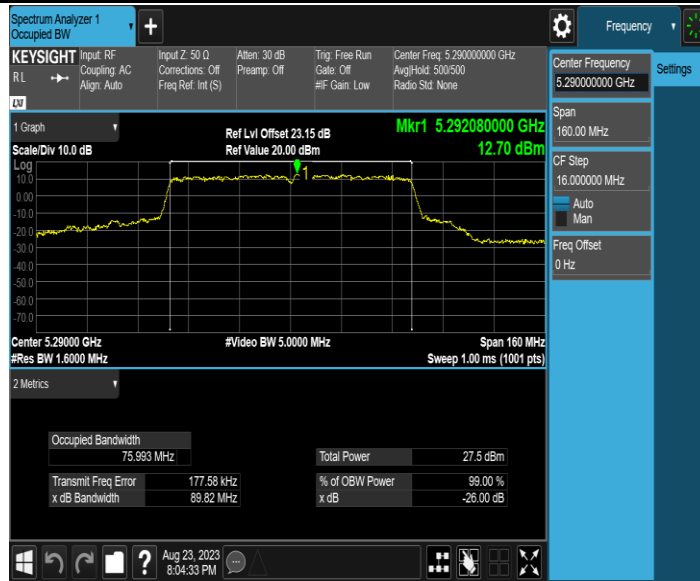 Spectrum Analyzer 1
Occupied BW
+
Frequency
KEYSIGHT
Input: RF
Coupling: AC
Align: Auto
Input Z: 50 Ω
Corrections: Off
Freq Ref: Int (S)
Atten: 30 dB
Preamp: Off
Trig: Free Run
Gate: Off
#IF Gain: Low
Center Freq: 5.290000000 GHz
Avg|Hold: 500/500
Radio Std: None
R L
LXI
Center Frequency
5.290000000 GHz
Settings
Span
160.00 MHz
CF Step
16.000000 MHz
Auto
Man
Freq Offset
0 Hz
1 Graph
Scale/Div 10.0 dB
Ref Lvl Offset 23.15 dB
Ref Value 20.00 dBm
Mkr1 5.292080000 GHz
12.70 dBm
Log
10.0
0.00
-10.0
-20.0
-30.0
-40.0
-50.0
-60.0
-70.0
1
Center 5.29000 GHz
#Res BW 1.6000 MHz
#Video BW 5.0000 MHz
Span 160 MHz
Sweep 1.00 ms (1001 pts)
2 Metrics
Occupied Bandwidth
75.993 MHz
Total Power 27.5 dBm
Transmit Freq Error 177.58 kHz
% of OBW Power 99.00 %
x dB Bandwidth 89.82 MHz
x dB -26.00 dB
?
Aug 23, 2023
8:04:33 PM